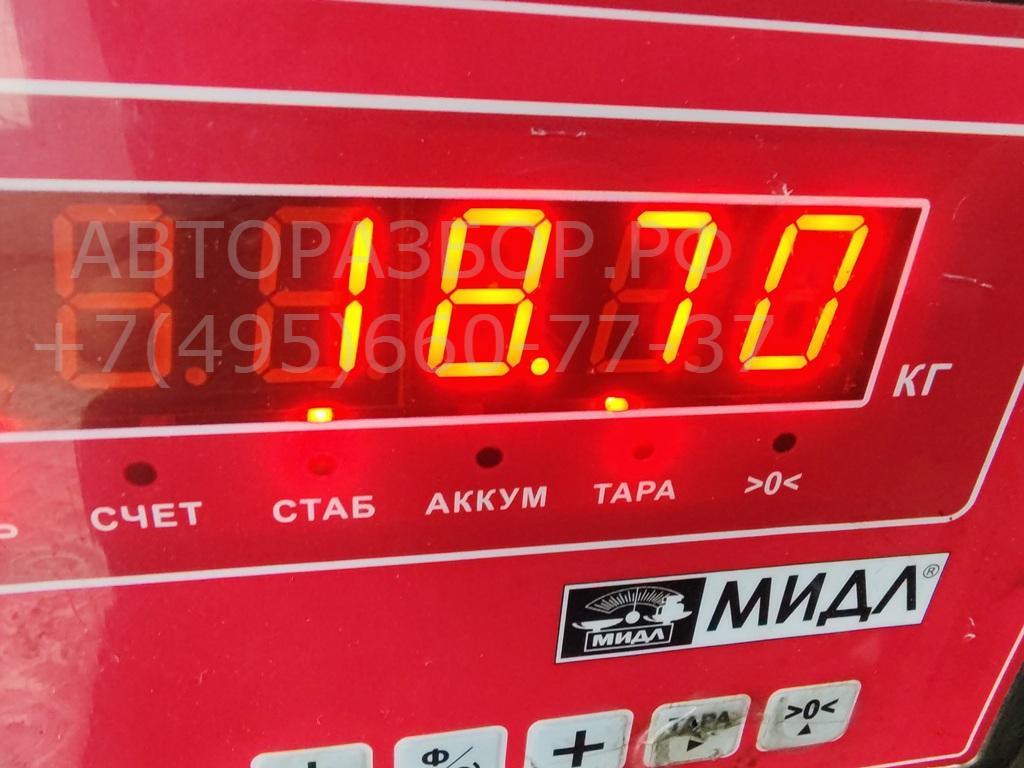 АВТОРАЗБОР.РФ
+7(495)660-77-37
18.70
КГ
СЧЕТ СТАБ АККУМ ТАРА >0<
МИДЛ МИДЛ®
+ ТАРА >0<